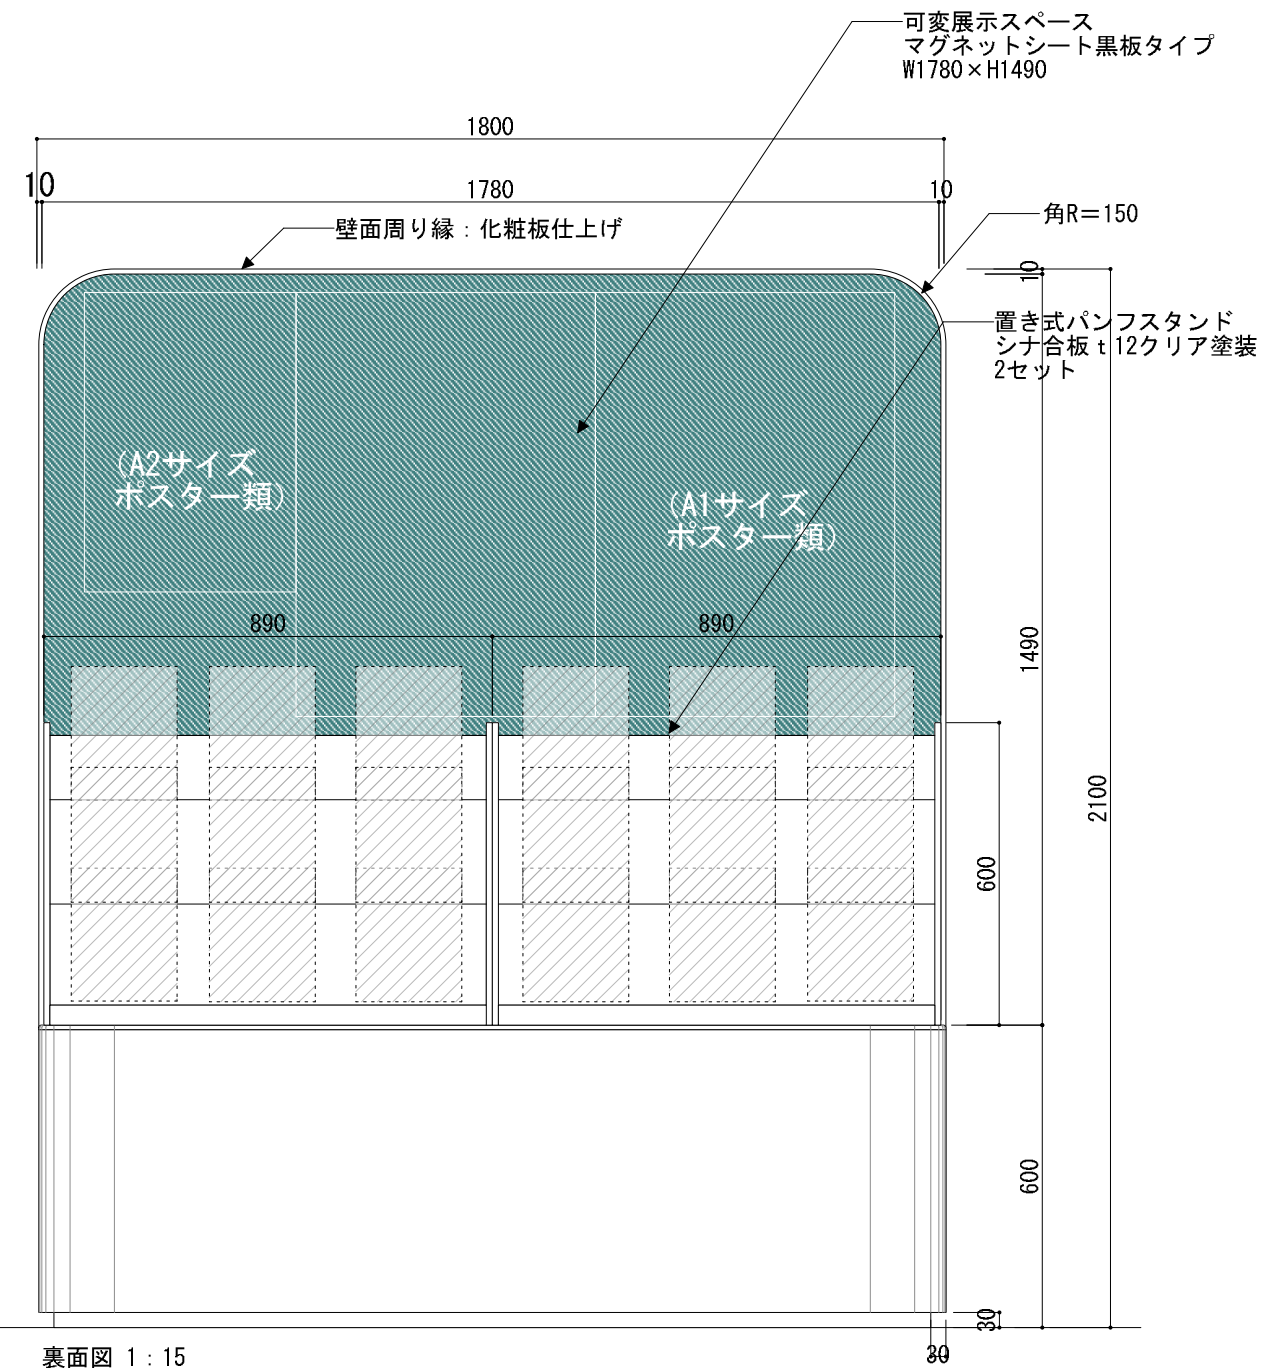 可変展示スペース
マグネットシート黒板タイプ
W1780×H1490
1800
10
1780
10
壁面周り縁：化粧板仕上げ
角R＝150
10
置き式パンフスタンド
シナ合板ｔ12クリア塗装
2セット
(A2サイズ
ポスター類)
(A1サイズ
ポスター類)
890
890
1490
2100
600
600
30
30
裏面図 1：15